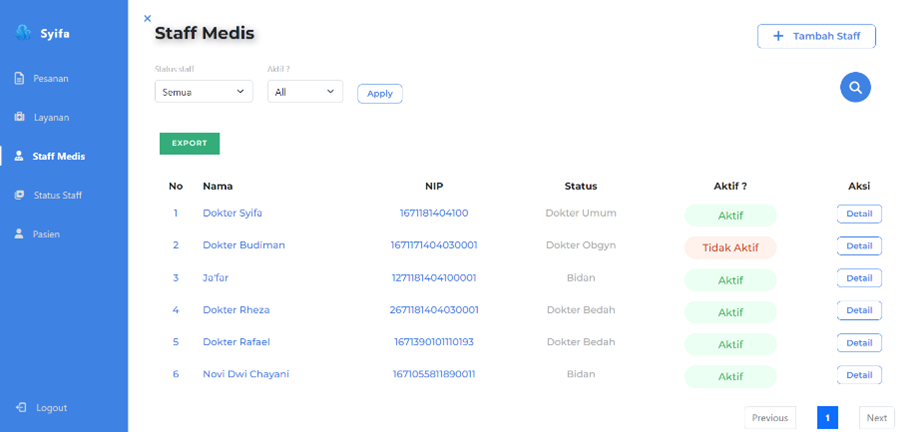 Syifa
Pesanan
Layanan
Staff Medis
Status Staff
Pasien
Logout
×
Staff Medis
+ Tambah Staff
Status staff Aktif ?
Semua All Apply
EXPORT
No Nama NIP Status Aktif ? Aksi
1 Dokter Syifa 1671181404100 Dokter Umum Aktif Detail
2 Dokter Budiman 1671171404030001 Dokter Obgyn Tidak Aktif Detail
3 Ja'far 1271181404100001 Bidan Aktif Detail
4 Dokter Rheza 2671181404030001 Dokter Bedah Aktif Detail
5 Dokter Rafael 1671390101110193 Dokter Bedah Aktif Detail
6 Novi Dwi Chayani 1671055811890011 Bidan Aktif Detail
Previous 1 Next